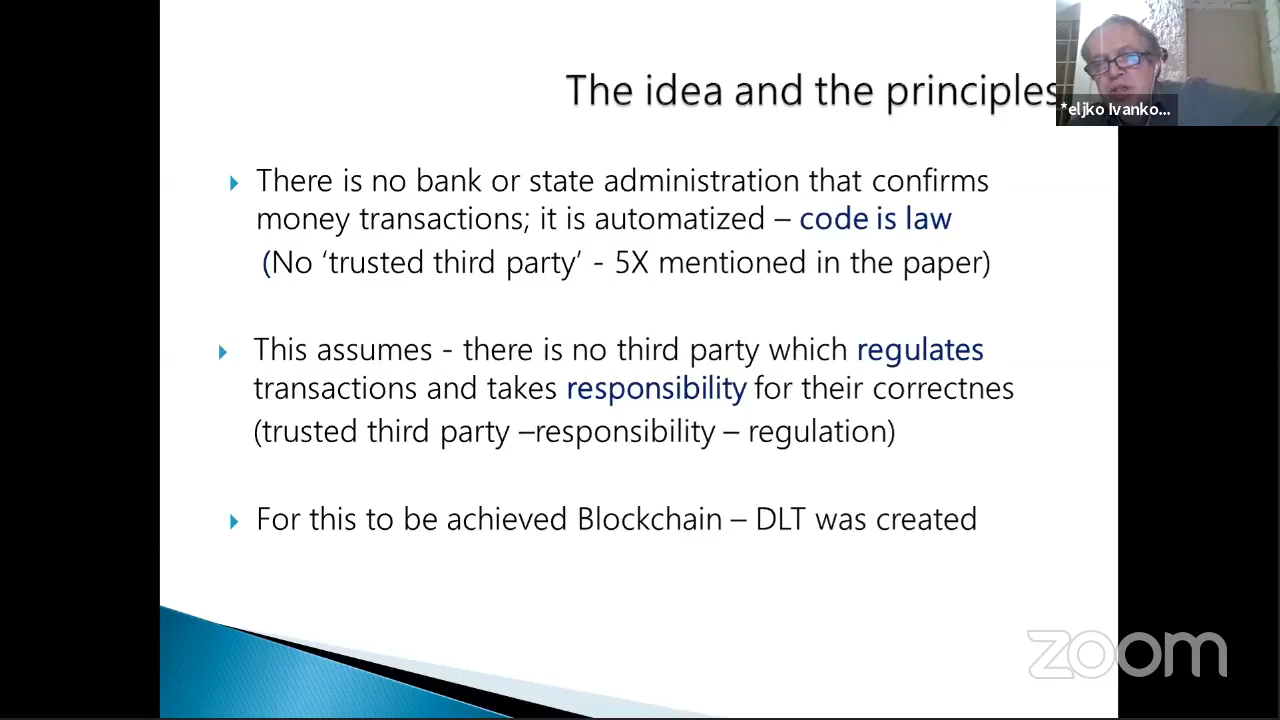 The idea and the principles
*eljko Ivanko...
There is no bank or state administration that confirms
money transactions; it is automatized – code is law
(No ‘trusted third party’ - 5X mentioned in the paper)
This assumes - there is no third party which regulates
transactions and takes responsibility for their correctnes
(trusted third party –responsibility – regulation)
For this to be achieved Blockchain – DLT was created
zoom